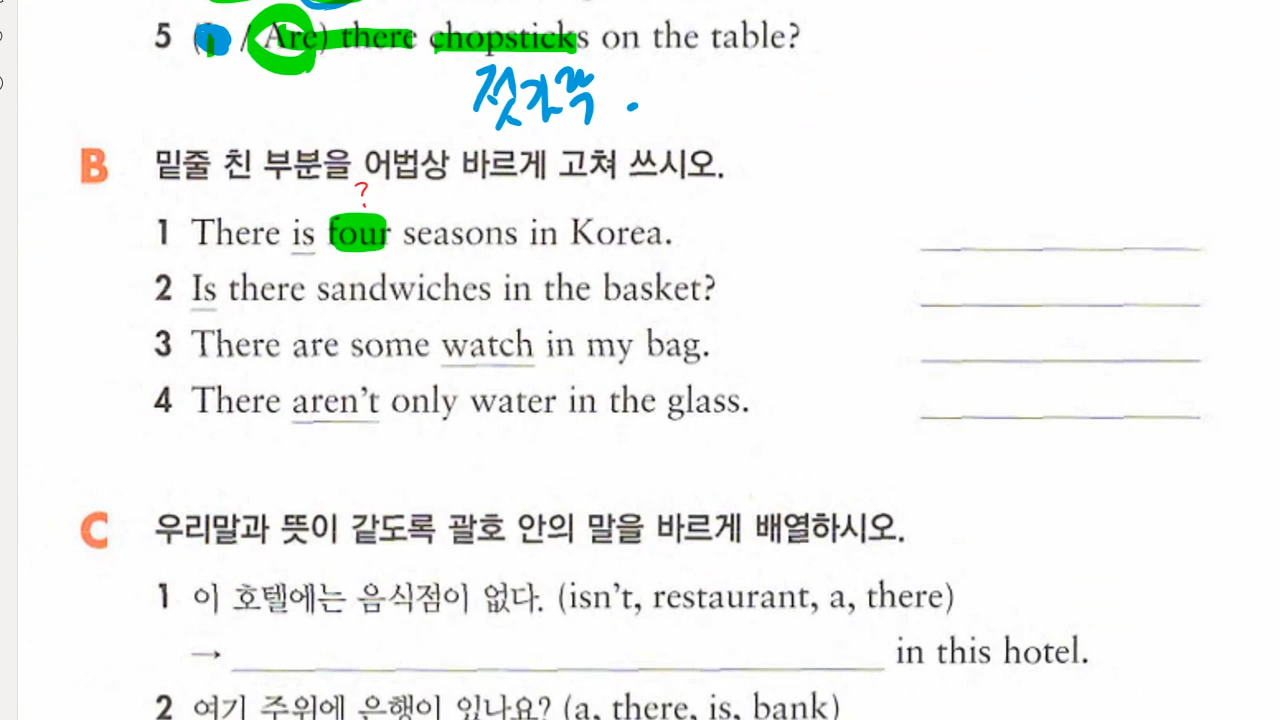 5 ( / Are) there chopsticks on the table?
젓가락.
B 밑줄 친 부분을 어법상 바르게 고쳐 쓰시오.
?
1 There is four seasons in Korea.
2 Is there sandwiches in the basket?
3 There are some watch in my bag.
4 There aren't only water in the glass.
C 우리말과 뜻이 같도록 괄호 안의 말을 바르게 배열하시오.
1 이 호텔에는 음식점이 없다. (isn't, restaurant, a, there)
→ in this hotel.
2 여기 주위에 은행이 있나요? (a, there, is, bank)